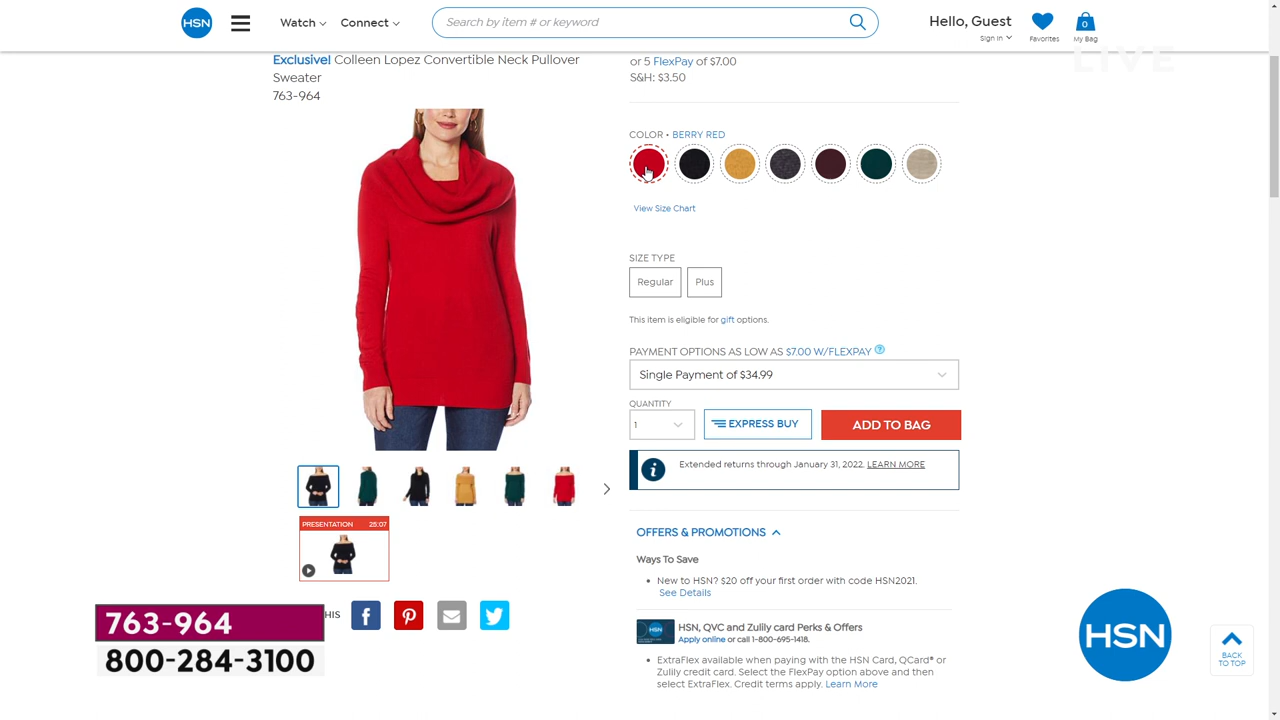 HSN
Watch
Connect
Search by item # or keyword
Hello, Guest
Sign In
Favorites
0
My Bag
LIVE
Exclusive! Colleen Lopez Convertible Neck Pullover
Sweater
763-964
or 5 FlexPay of $7.00
S&H: $3.50
COLOR • BERRY RED
View Size Chart
SIZE TYPE
Regular
Plus
This item is eligible for gift options.
PAYMENT OPTIONS AS LOW AS $7.00 W/FLEXPAY ?
Single Payment of $34.99
QUANTITY
1
EXPRESS BUY
ADD TO BAG
Extended returns through January 31, 2022. LEARN MORE
PRESENTATION 25:07
OFFERS & PROMOTIONS
Ways To Save
• New to HSN? $20 off your first order with code HSN2021.
See Details
HSN, QVC and Zulily card Perks & Offers
Apply online or call 1-800-695-1418.
• ExtraFlex available when paying with the HSN Card, QCard® or
Zulily credit card. Select the FlexPay option above and then
select ExtraFlex. Credit terms apply. Learn More
HIS
763-964
800-284-3100
HSN
BACK
TO TOP